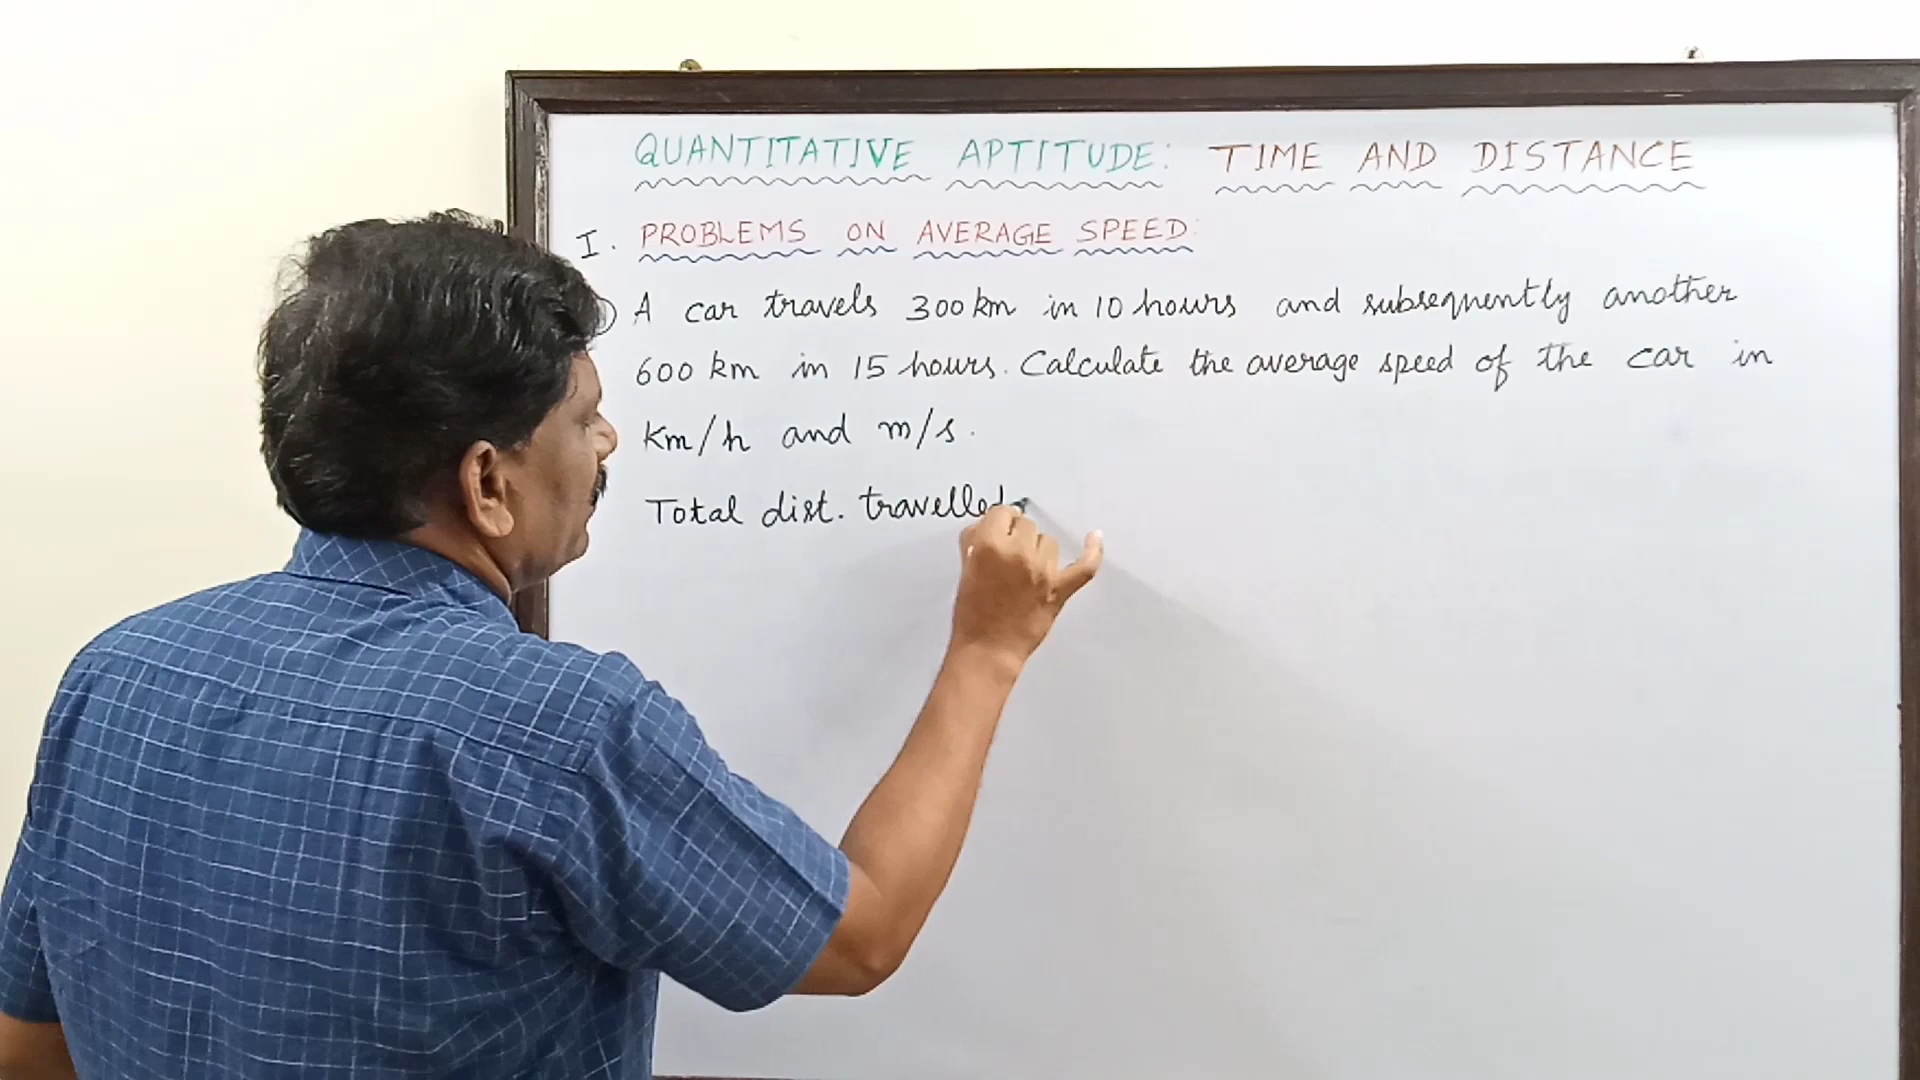 QUANTITATIVE APTITUDE: TIME AND DISTANCE
I. PROBLEMS ON AVERAGE SPEED:
A car travels 300 km in 10 hours and subsequently another
600 km in 15 hours. Calculate the average speed of the car in
Km/h and m/s.
Total dist. travelled